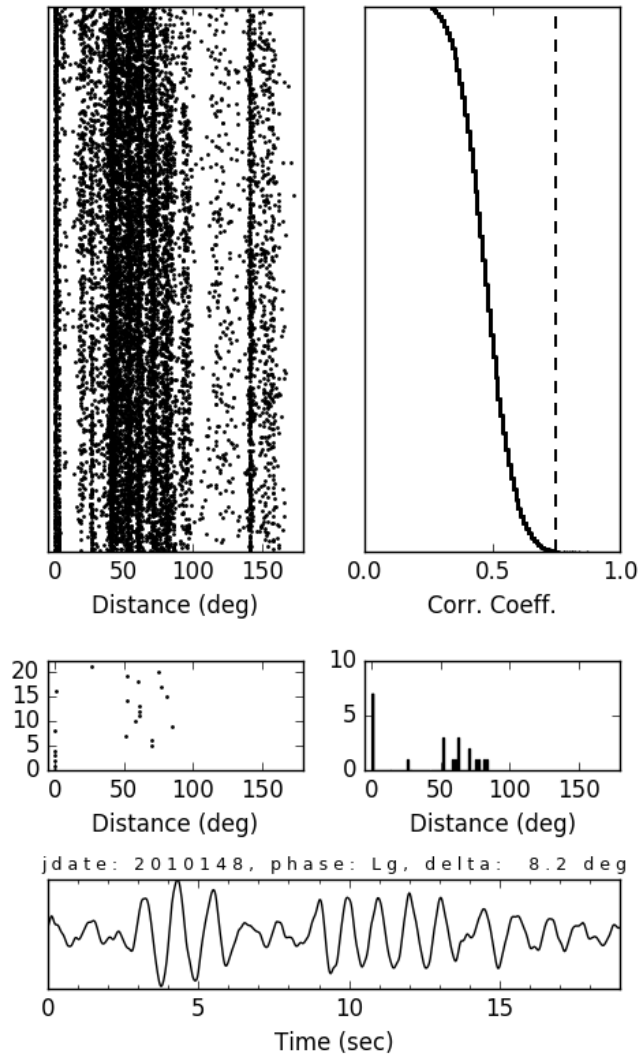 0 50 100 150
Distance (deg)
0.0 0.5 1.0
Corr. Coeff.
20
15
10
5
0
0 50 100 150
Distance (deg)
10
5
0
0 50 100 150
Distance (deg)
jdate: 2010148, phase: Lg, delta: 8.2 deg
0 5 10 15
Time (sec)